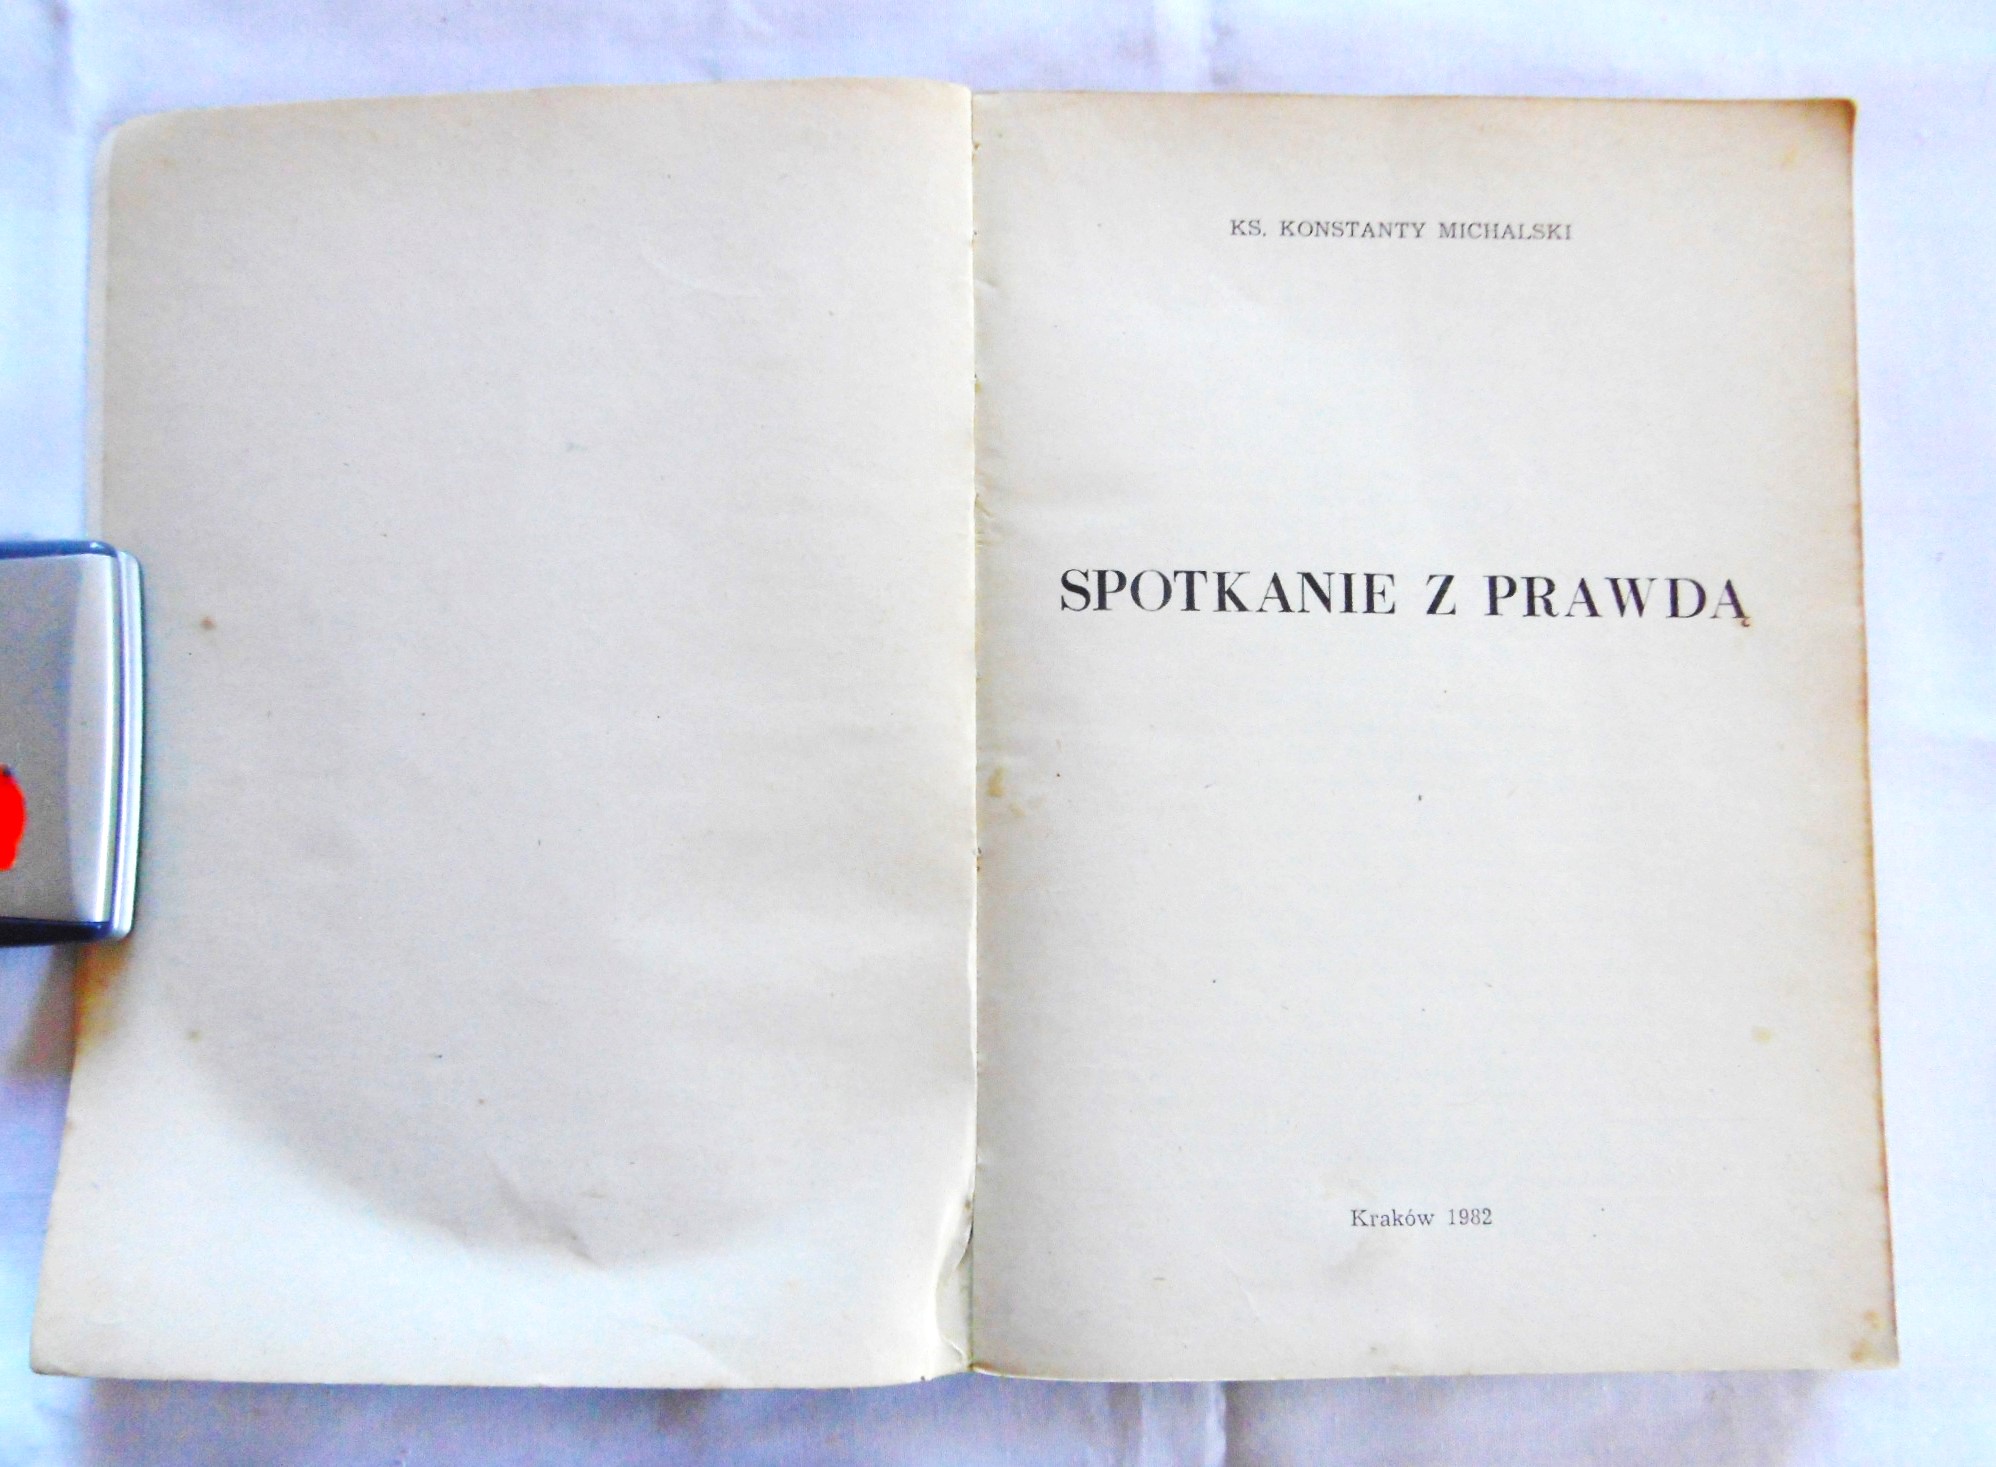 KS. KONSTANTY MICHALSKI
SPOTKANIE Z PRAWDĄ
Kraków 1982